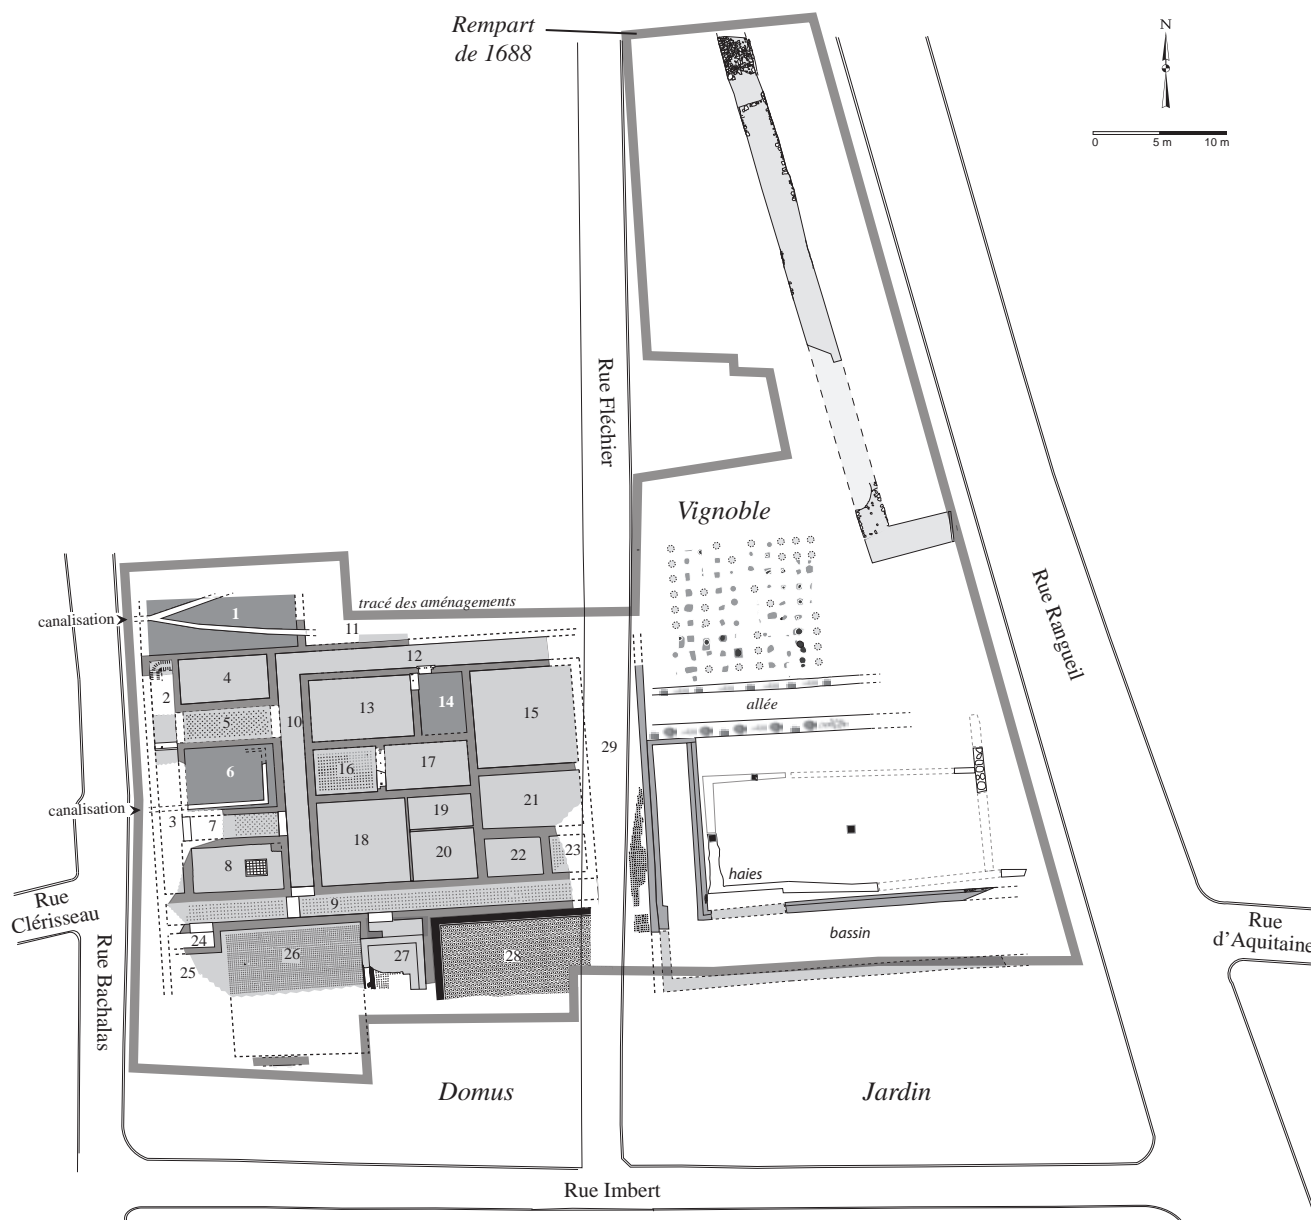 Rempart
de 1688
N
0 5 m 10 m
Rue Fléchier
Vignoble
Rue Rangueil
canalisation
1
tracé des aménagements
11
12
2
4
13
14
15
allée
5
10
29
6
16
17
canalisation
3
7
19
21
18
8
20
22
23
haies
9
Rue
Clérisseau
24
26
27
28
25
bassin
Rue
d'Aquitaine
Rue Bachalas
Domus
Jardin
Rue Imbert